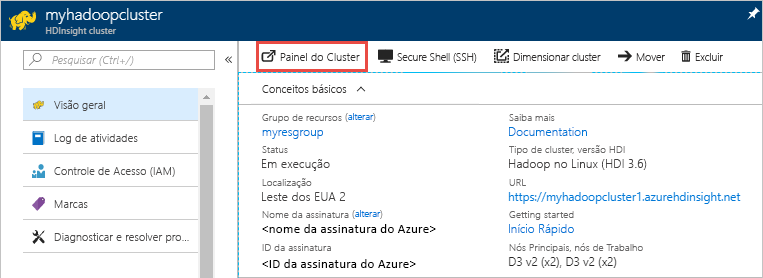 myhadoopcluster
HDInsight cluster
Pesquisar (Ctrl+/)
Visão geral
Log de atividades
Controle de Acesso (IAM)
Marcas
Diagnosticar e resolver pro...
Painel do Cluster
Secure Shell (SSH)
Dimensionar cluster
Mover
Excluir
Conceitos básicos
Grupo de recursos (alterar)
myresgroup
Status
Em execução
Localização
Leste dos EUA 2
Nome da assinatura (alterar)
<nome da assinatura do Azure>
ID da assinatura
<ID da assinatura do Azure>
Saiba mais
Documentation
Tipo de cluster, versão HDI
Hadoop no Linux (HDI 3.6)
URL
https://myhadoopcluster1.azurehdinsight.net
Getting started
Início Rápido
Nós Principais, nós de Trabalho
D3 v2 (x2), D3 v2 (x2)